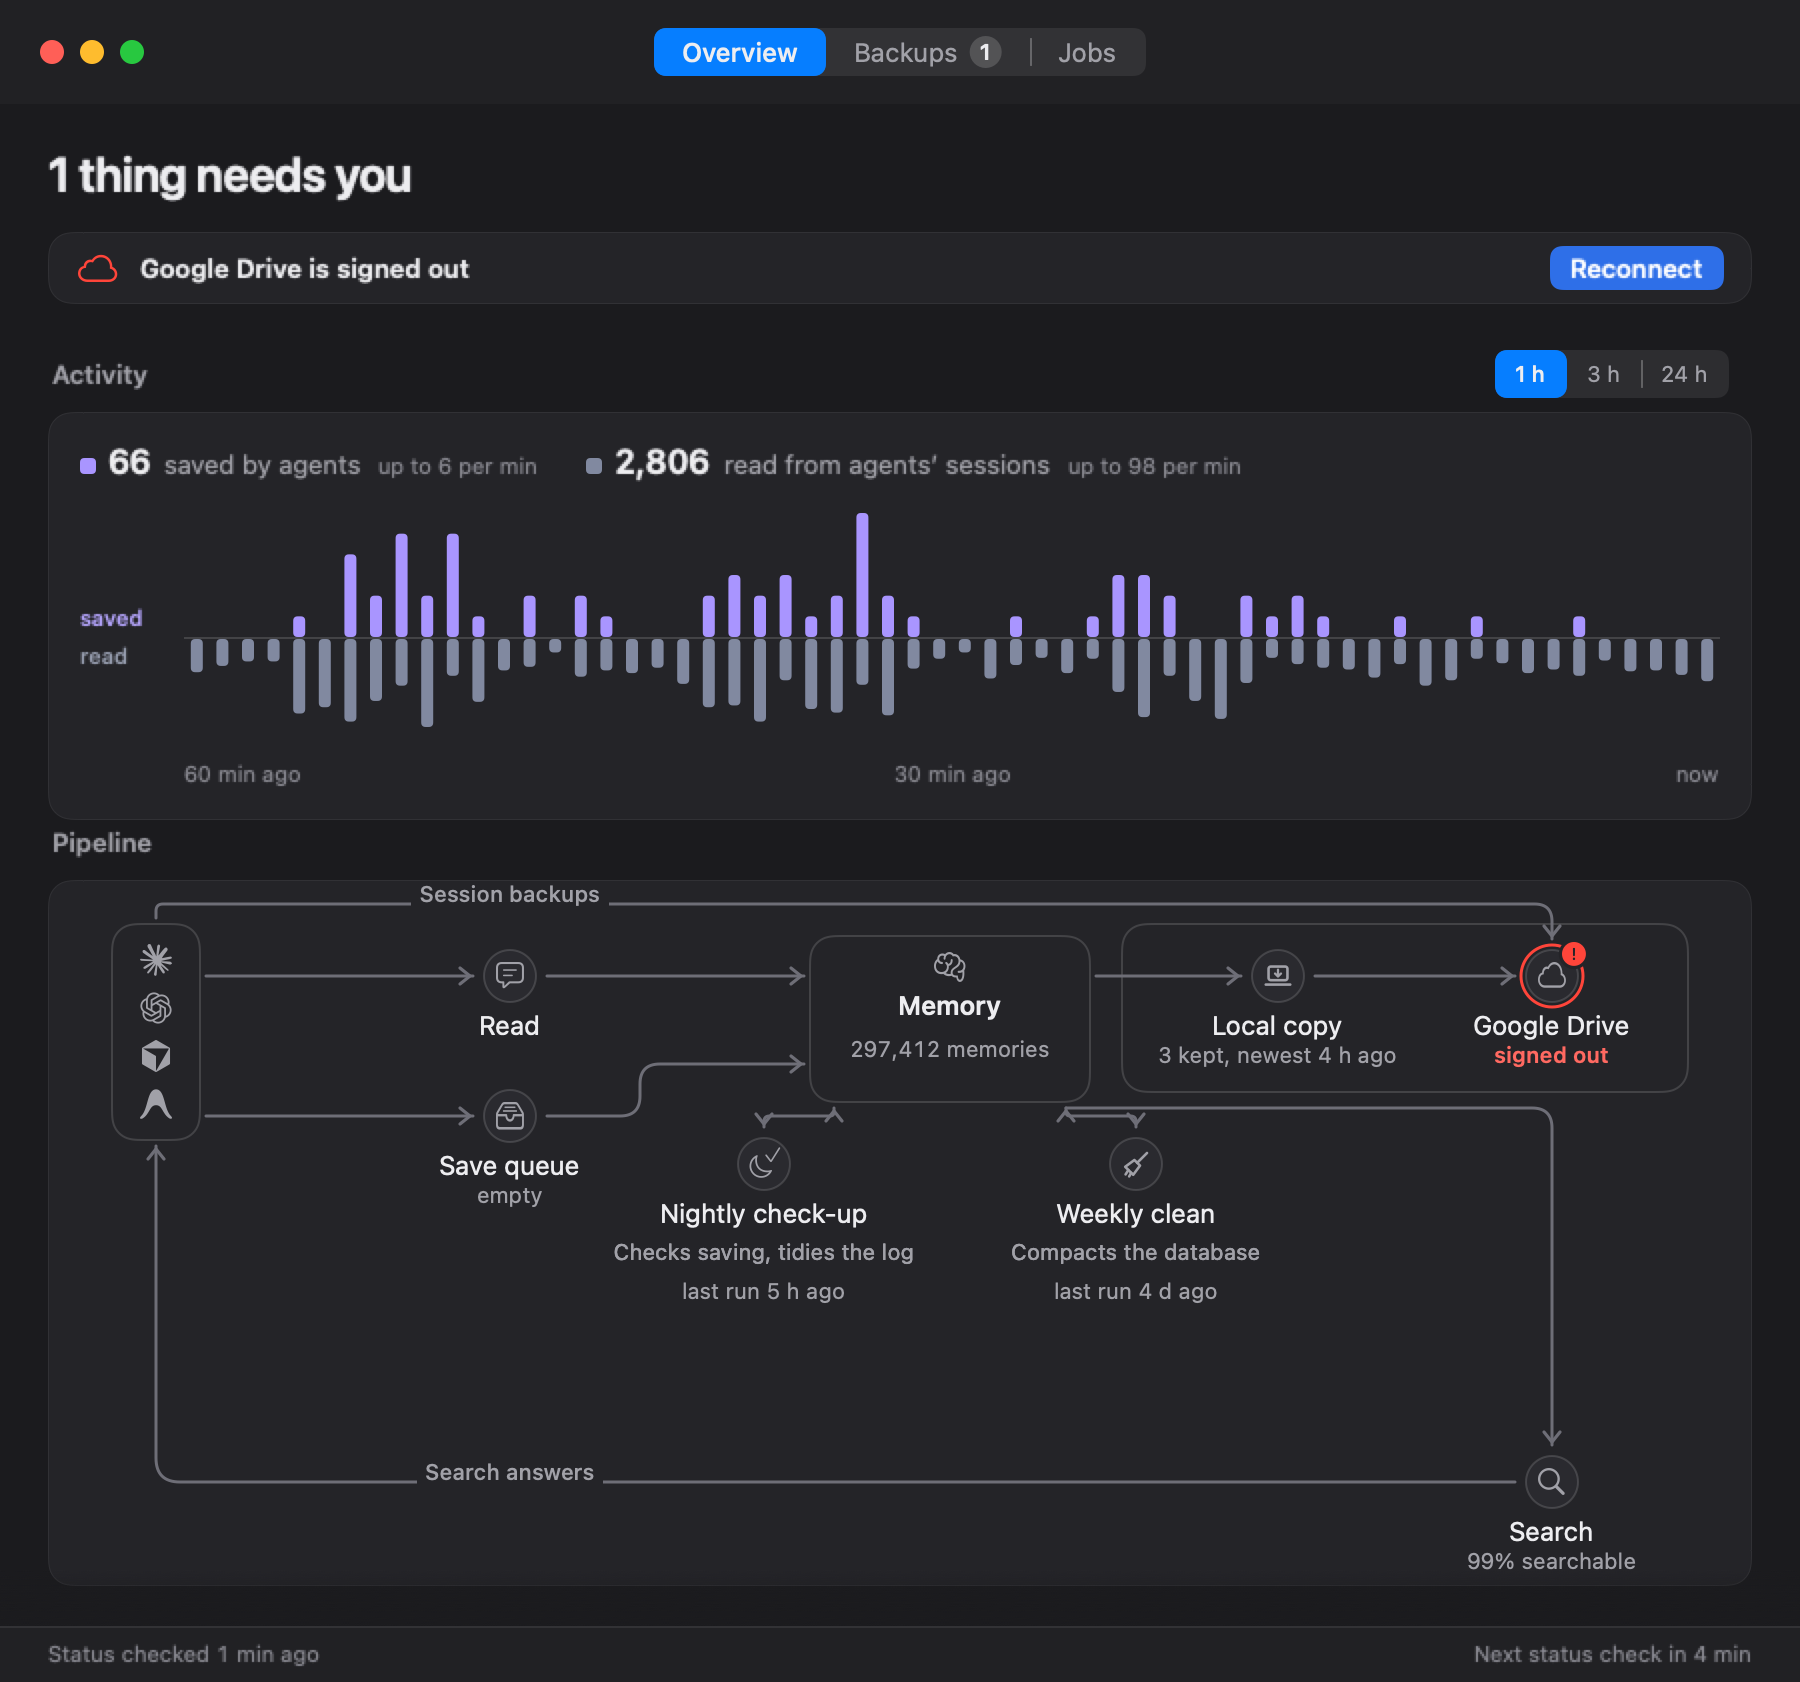 Overview
Backups 1
Jobs
1 thing needs you
Google Drive is signed out
Reconnect
Activity
1 h
3 h
24 h
66 saved by agents up to 6 per min
2,806 read from agents’ sessions up to 98 per min
saved
read
60 min ago
30 min ago
now
Pipeline
Session backups
Read
Memory
297,412 memories
Local copy
3 kept, newest 4 h ago
!
Google Drive
signed out
Save queue
empty
Nightly check-up
Checks saving, tidies the log
last run 5 h ago
Weekly clean
Compacts the database
last run 4 d ago
Search answers
Search
99% searchable
Status checked 1 min ago
Next status check in 4 min